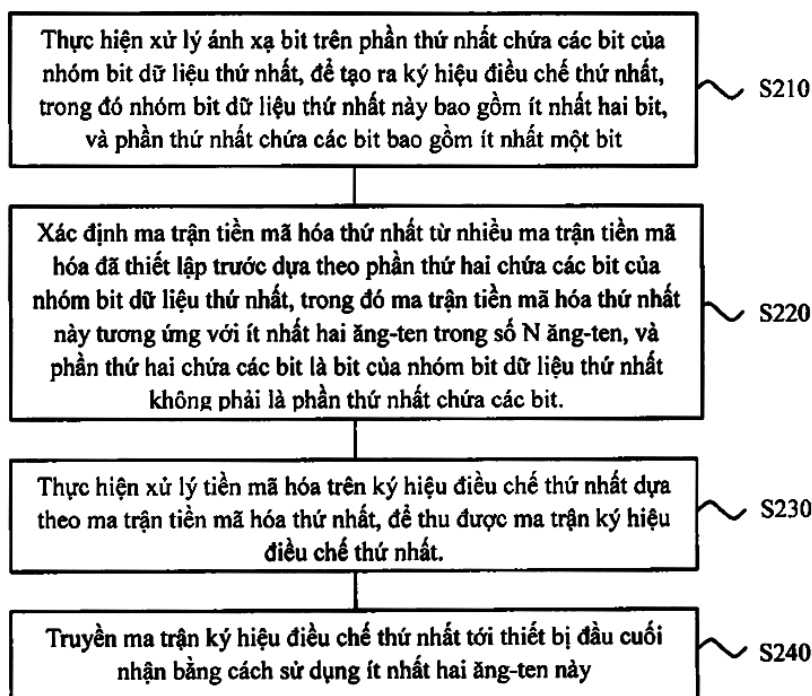 Thực hiện xử lý ánh xạ bit trên phần thứ nhất chứa các bit của
nhóm bit dữ liệu thứ nhất, để tạo ra ký hiệu điều chế thứ nhất,
trong đó nhóm bit dữ liệu thứ nhất này bao gồm ít nhất hai bit,
và phần thứ nhất chứa các bit bao gồm ít nhất một bit
S210
Xác định ma trận tiền mã hóa thứ nhất từ nhiều ma trận tiền mã
hóa đã thiết lập trước dựa theo phần thứ hai chứa các bit của
nhóm bit dữ liệu thứ nhất, trong đó ma trận tiền mã hóa thứ nhất
này tương ứng với ít nhất hai ăng-ten trong số N ăng-ten, và
phần thứ hai chứa các bit là bit của nhóm bit dữ liệu thứ nhất
không phải là phần thứ nhất chứa các bit.
S220
Thực hiện xử lý tiền mã hóa trên ký hiệu điều chế thứ nhất dựa
theo ma trận tiền mã hóa thứ nhất, để thu được ma trận ký hiệu
điều chế thứ nhất.
S230
Truyền ma trận ký hiệu điều chế thứ nhất tới thiết bị đầu cuối
nhận bằng cách sử dụng ít nhất hai ăng-ten này
S240